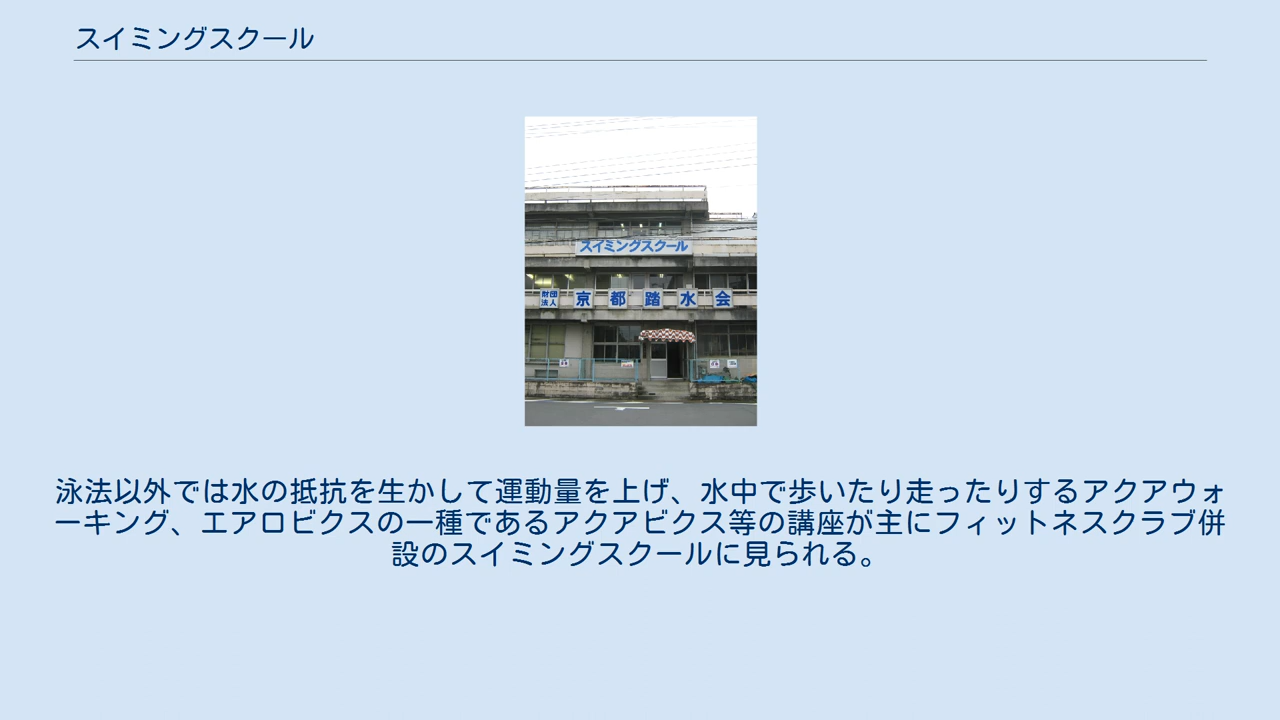 スイミングスクール
スイミングスクール
財団
法人
京都踏水会
泳法以外では水の抵抗を生かして運動量を上げ、水中で歩いたり走ったりするアクアウォ
ーキング、エアロビクスの一種であるアクアビクス等の講座が主にフィットネスクラブ併
設のスイミングスクールに見られる。